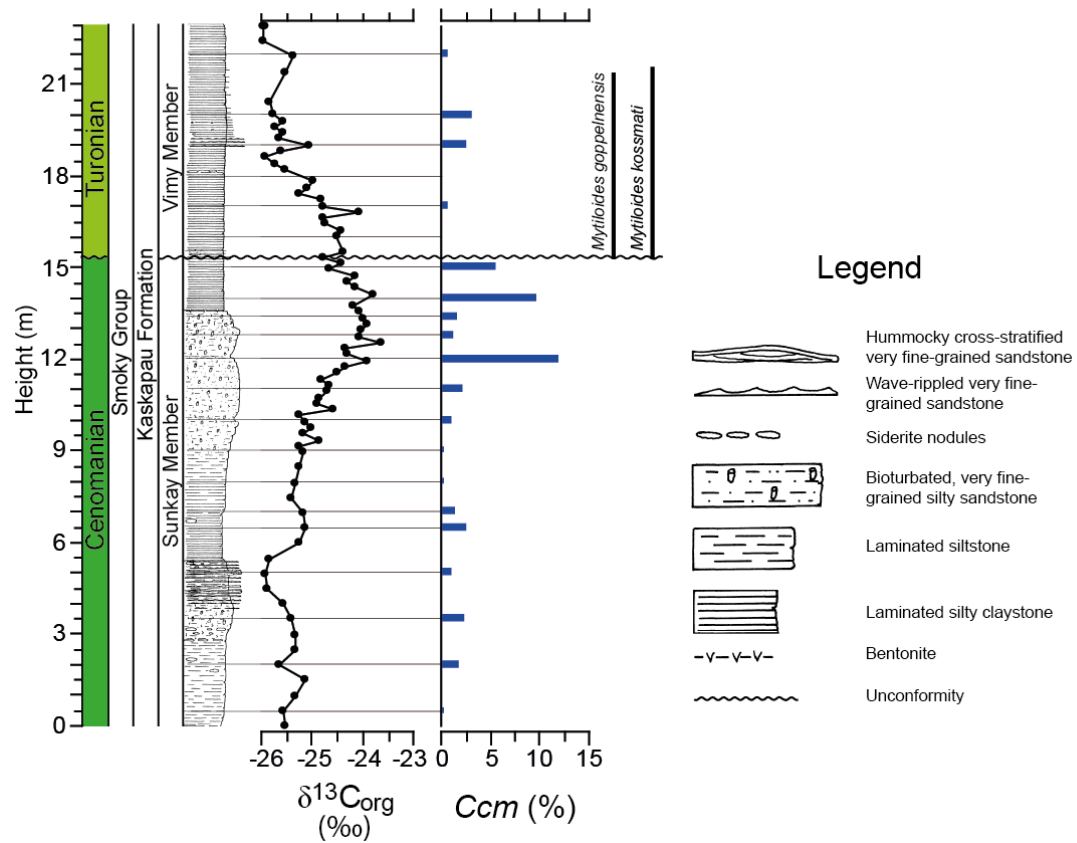 Turonian
Cenomanian
Height (m)
21
18
15
12
9
6
3
0
Smoky Group
Kaskapau Formation
Vimy Member
Sunkay Member
-26 -25 -24 -23
δ¹³Corg
(‰)
0 5 10 15
Ccm (%)
Mytiloides goppelnensis
Mytiloides kossmati
Legend
Hummocky cross-stratified
very fine-grained sandstone
Wave-rippled very fine-
grained sandstone
Siderite nodules
Bioturbated, very fine-
grained silty sandstone
Laminated siltstone
Laminated silty claystone
Bentonite
Unconformity